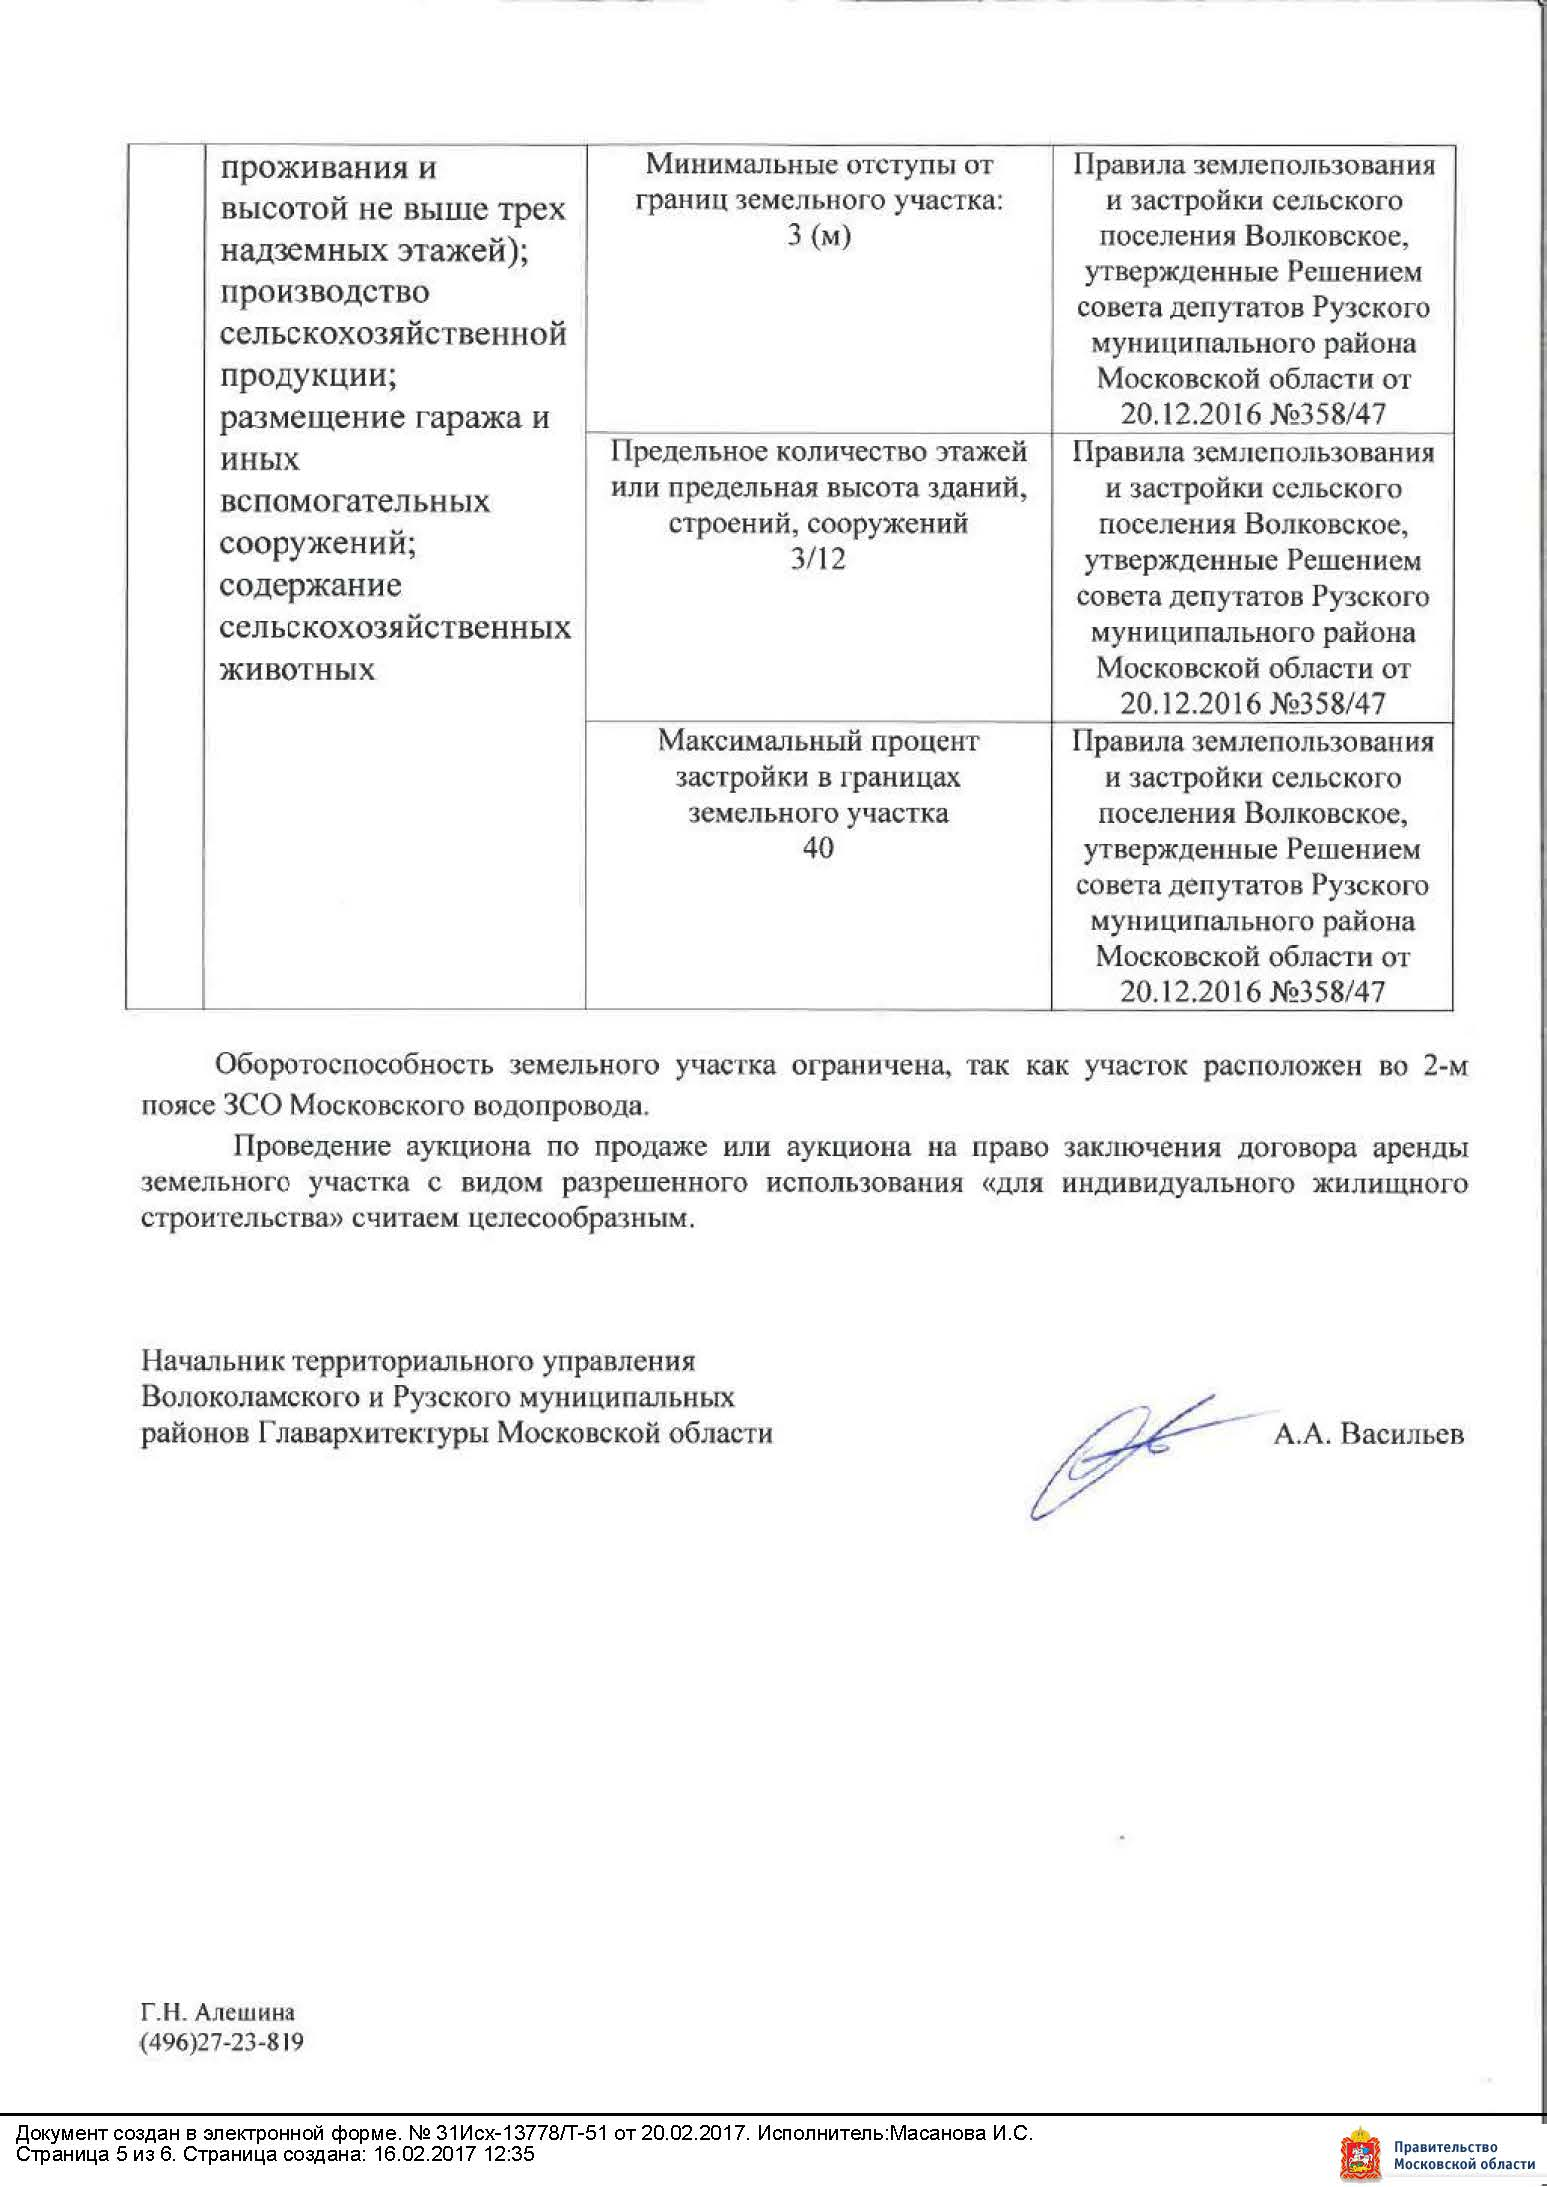 проживания и
высотой не выше трех
надземных этажей);
производство
сельскохозяйственной
продукции;
размещение гаража и
иных
вспомогательных
сооружений;
содержание
сельскохозяйственных
животных
Минимальные отступы от
границ земельного участка:
3 (м)
Правила землепользования
и застройки сельского
поселения Волковское,
утвержденные Решением
совета депутатов Рузского
муниципального района
Московской области от
20.12.2016 №358/47
Предельное количество этажей
или предельная высота зданий,
строений, сооружений
3/12
Правила землепользования
и застройки сельского
поселения Волковское,
утвержденные Решением
совета депутатов Рузского
муниципального района
Московской области от
20.12.2016 №358/47
Максимальный процент
застройки в границах
земельного участка
40
Правила землепользования
и застройки сельского
поселения Волковское,
утвержденные Решением
совета депутатов Рузского
муниципального района
Московской области от
20.12.2016 №358/47
Оборотоспособность земельного участка ограничена, так как участок расположен во 2-м
поясе ЗСО Московского водопровода.
Проведение аукциона по продаже или аукциона на право заключения договора аренды
земельного участка с видом разрешенного использования «для индивидуального жилищного
строительства» считаем целесообразным.
Начальник территориального управления
Волоколамского и Рузского муниципальных
районов Главархитектуры Московской области
А.А. Васильев
Г.Н. Алешина
(496)27-23-819
Документ создан в электронной форме. № 31Исх-13778/Т-51 от 20.02.2017. Исполнитель:Масанова И.С.
Страница 5 из 6. Страница создана: 16.02.2017 12:35
Правительство
Московской области